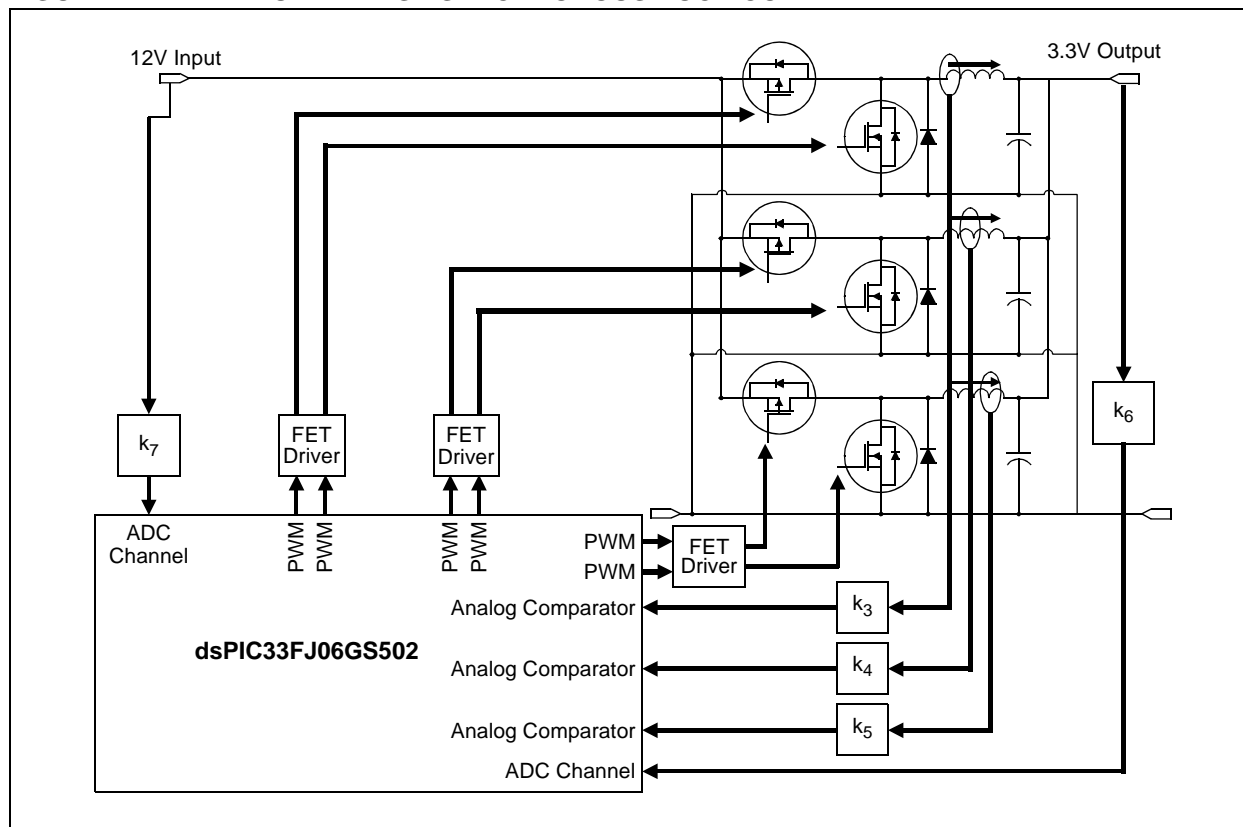 12V Input
3.3V Output
k7
FET
Driver
FET
Driver
k6
ADC
Channel
PWM
PWM
PWM
PWM
PWM
PWM
FET
Driver
Analog Comparator
k3
dsPIC33FJ06GS502
Analog Comparator
k4
Analog Comparator
k5
ADC Channel